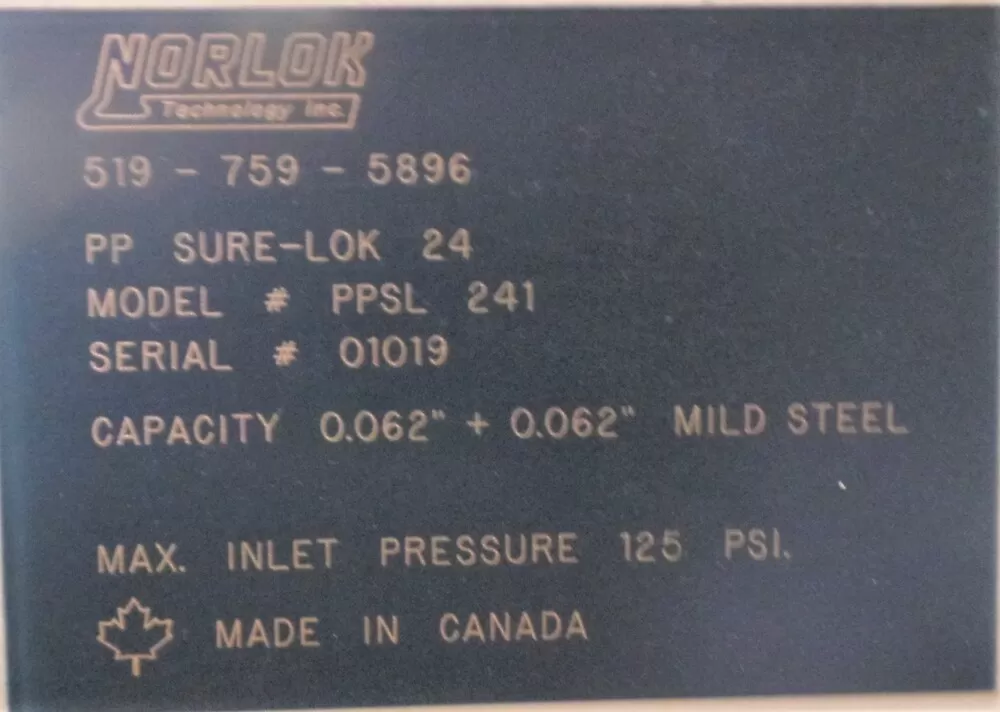 NORLOK
Technology Inc.
519 - 759 - 5896
PP SURE-LOK 24
MODEL # PPSL 241
SERIAL # 01019
CAPACITY 0.062" + 0.062" MILD STEEL
MAX. INLET PRESSURE 125 PSI.
MADE IN CANADA